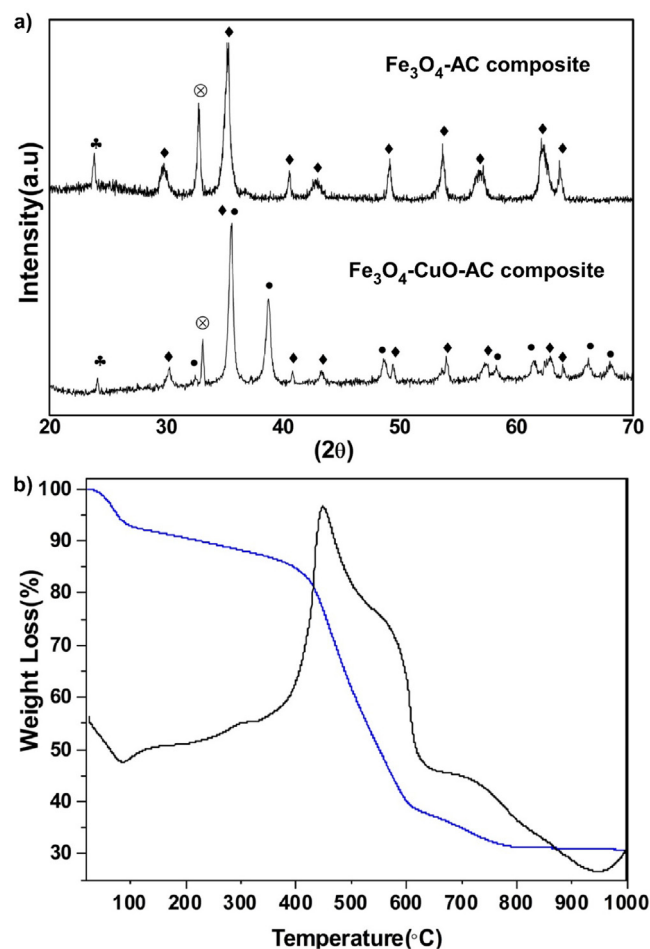 a)
Fe₃O₄-AC composite
Fe₃O₄-CuO-AC composite
Intensity(a.u)
20 30 40 50 60 70
(2θ)
b)
100
90
80
70
60
50
40
30
Weight Loss(%)
100 200 300 400 500 600 700 800 900 1000
Temperature(◦C)